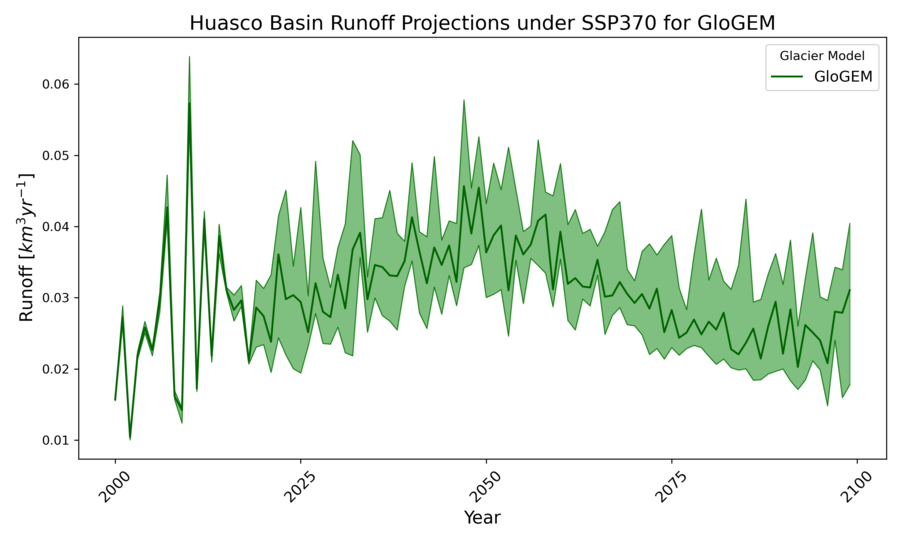 Huasco Basin Runoff Projections under SSP370 for GloGEM
Glacier Model
GloGEM
Runoff [km³yr⁻¹]
0.06
0.05
0.04
0.03
0.02
0.01
2000
2025
2050
2075
2100
Year